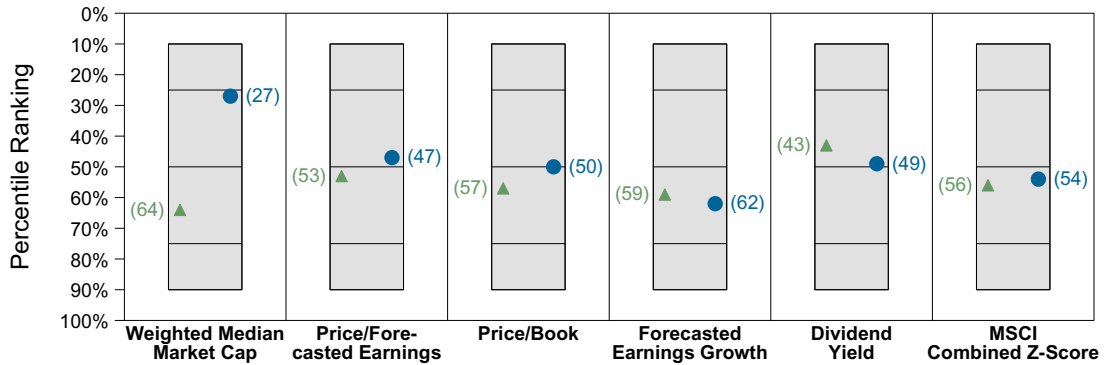 Percentile Ranking
0%
10%
20%
30%
40%
50%
60%
70%
80%
90%
100%
(64)
(27)
(53)
(47)
(57)
(50)
(59)
(62)
(43)
(49)
(56)
(54)
Weighted Median
Market Cap
Price/Fore-
casted Earnings
Price/Book
Forecasted
Earnings Growth
Dividend
Yield
MSCI
Combined Z-Score